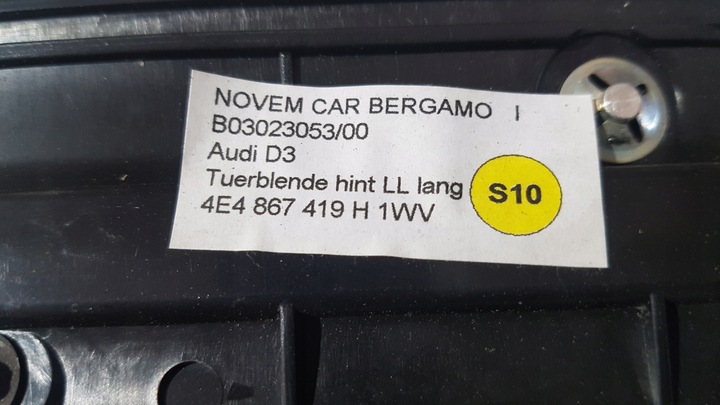 NOVEM CAR BERGAMO I
B03023053/00
Audi D3
Tuerblende hint LL lang
4E4 867 419 H 1WV
S10